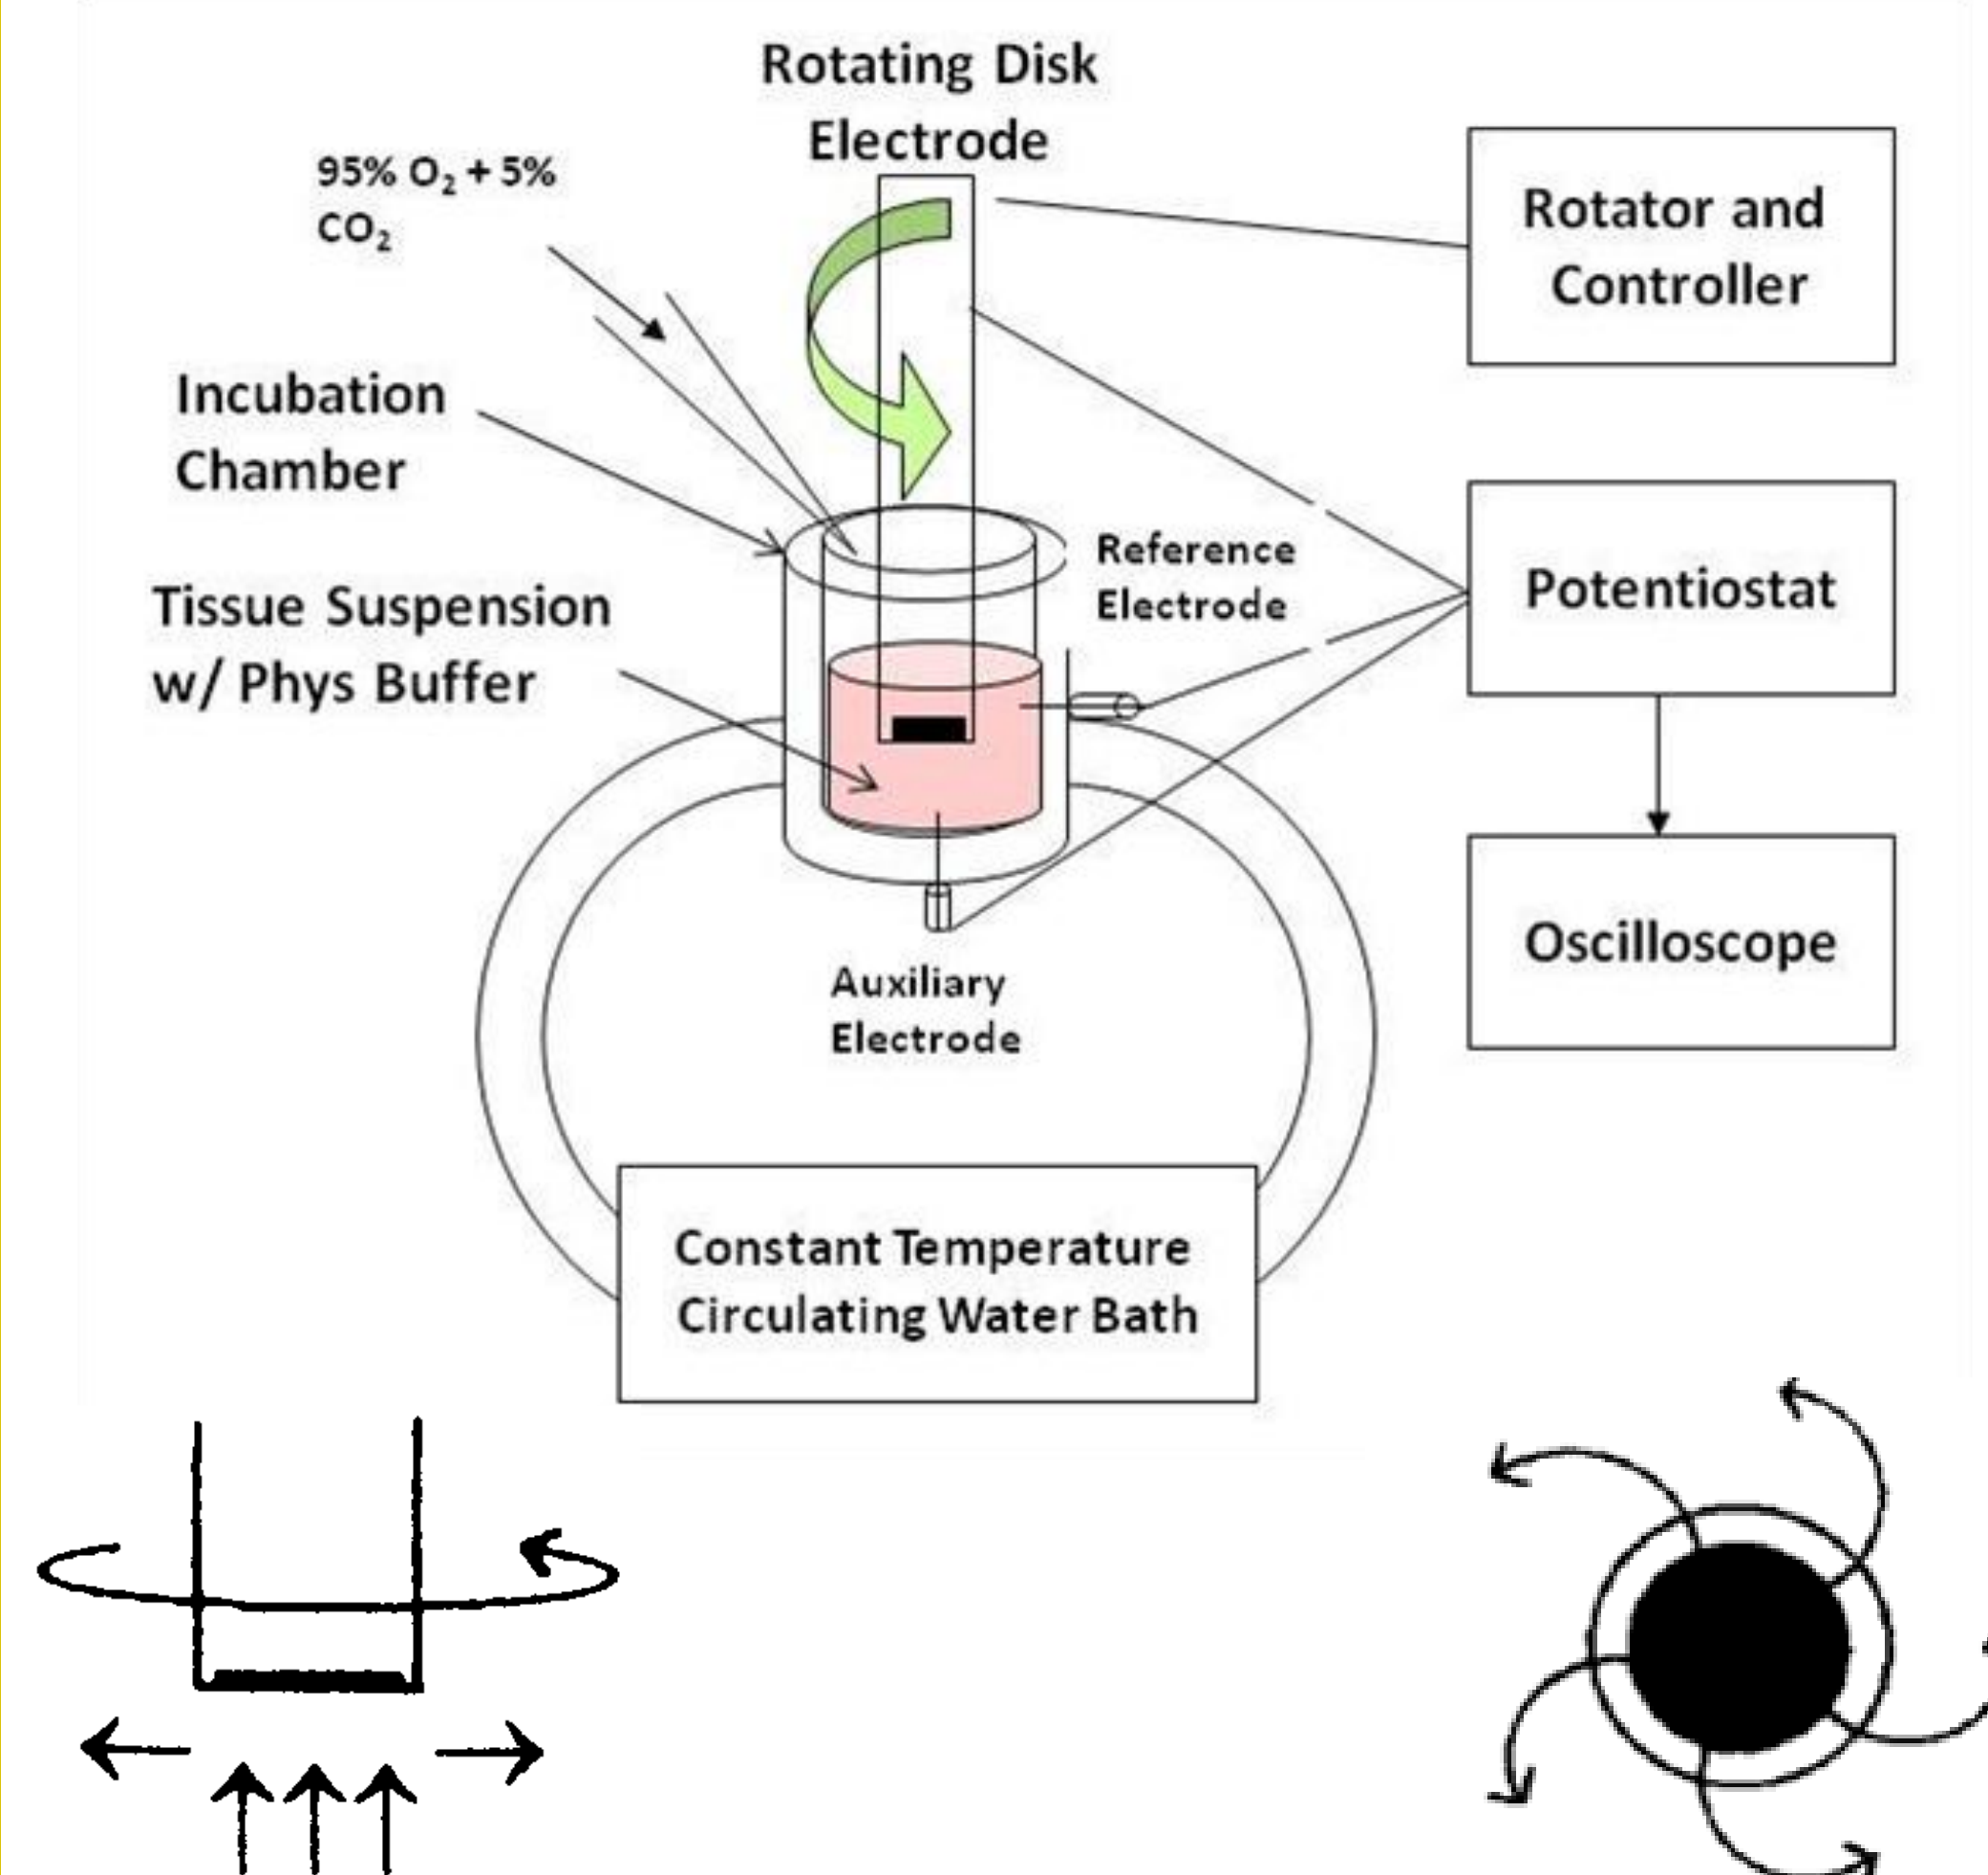 Rotating Disk
Electrode
95% O₂ + 5%
CO₂
Rotator and
Controller
Incubation
Chamber
Tissue Suspension
w/ Phys Buffer
Reference
Electrode
Potentiostat
Oscilloscope
Auxiliary
Electrode
Constant Temperature
Circulating Water Bath